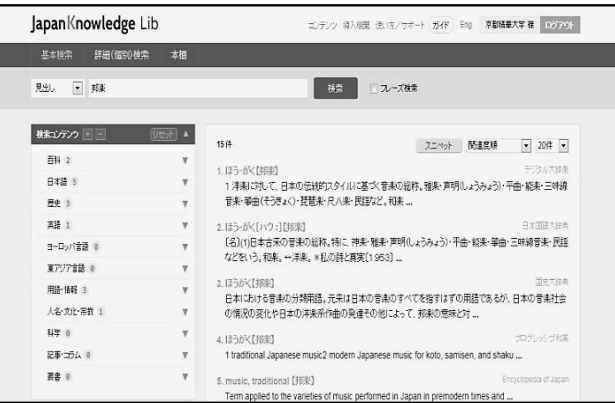 JapanKnowledge Lib
コンテンツ 導入機関 使い方/サポート ガイド Eng 京都精華大学 様 ログアウト
基本検索 詳細(個別)検索 本棚
見出し 邦楽 検索 フレーズ検索
検索コンテンツ + - リセット ▲
15件 スニペット 関連度順 20件
百科 2
日本語 5
歴史 3
英語 1
ヨーロッパ言語 0
東アジア言語 0
用語・情報 3
人名・文化・宗教 1
科学 0
記事・コラム 0
叢書 0
1. ほう‐がく【邦楽】 デジタル大辞泉
1 洋楽に対して、日本の伝統的スタイルに基づく音楽の総称。雅楽・声明(しょうみょう)・平曲・能楽・三味線
音楽・箏曲(そうきょく)・琵琶楽・尺八楽・民謡など。和楽 ...
2. ほう‐がく[ハウ:]【邦楽】 日本国語大辞典
〔名〕(1)日本古来の音楽の総称。特に、神楽・雅楽・声明(しょうみょう)・平曲・能楽・箏曲・三味線音楽・民謡
などをいう。和楽。↔洋楽。*私の詩と真実〔1953〕 ...
3. ほうがく【邦楽】 国史大辞典
日本における音楽の分類用語。元来は日本の音楽のすべてを指すはずの用語であるが、日本の音楽社会
の情況の変化や日本の洋楽系作曲の発達その他によって、邦楽の意味と対 ...
4. ほうがく【邦楽】 プログレッシブ和英
1 traditional Japanese music2 modern Japanese music for koto, samisen, and shaku ...
5. music, traditional 【邦楽】 Encyclopedia of Japan
Term applied to the varieties of music performed in Japan in premodern times and ...